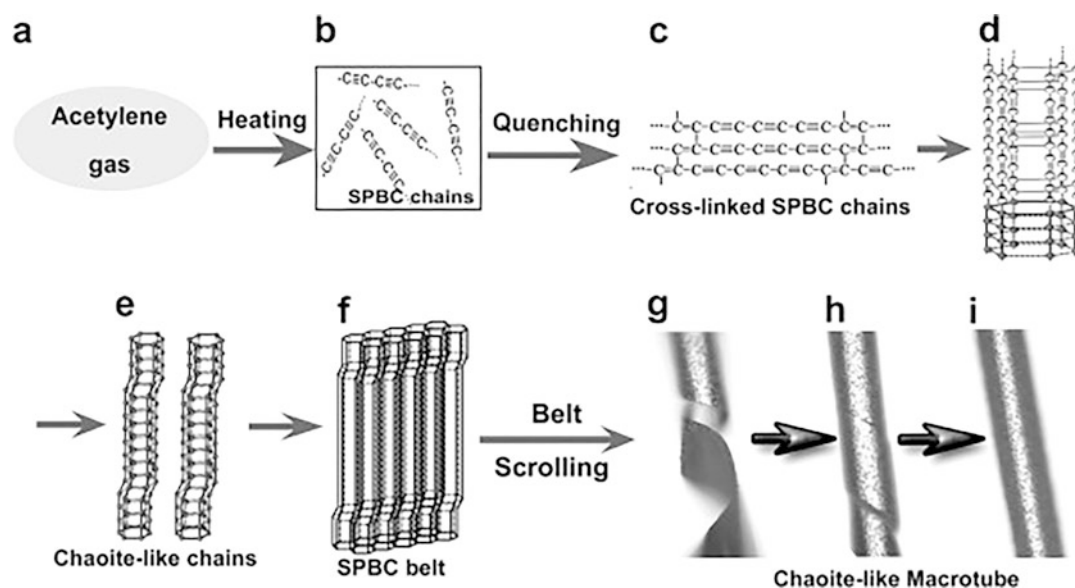 a
b
c
d
Acetylene
gas
Heating
·C≡C-C≡C-····
·C≡C-C≡C-····
·C≡C-C≡C-····
·C≡C-C≡C-····
·C≡C-C≡C-····
SPBC chains
Quenching
Cross-linked SPBC chains
e
f
g
h
i
Chaoite-like chains
SPBC belt
Belt
Scrolling
Chaoite-like Macrotube